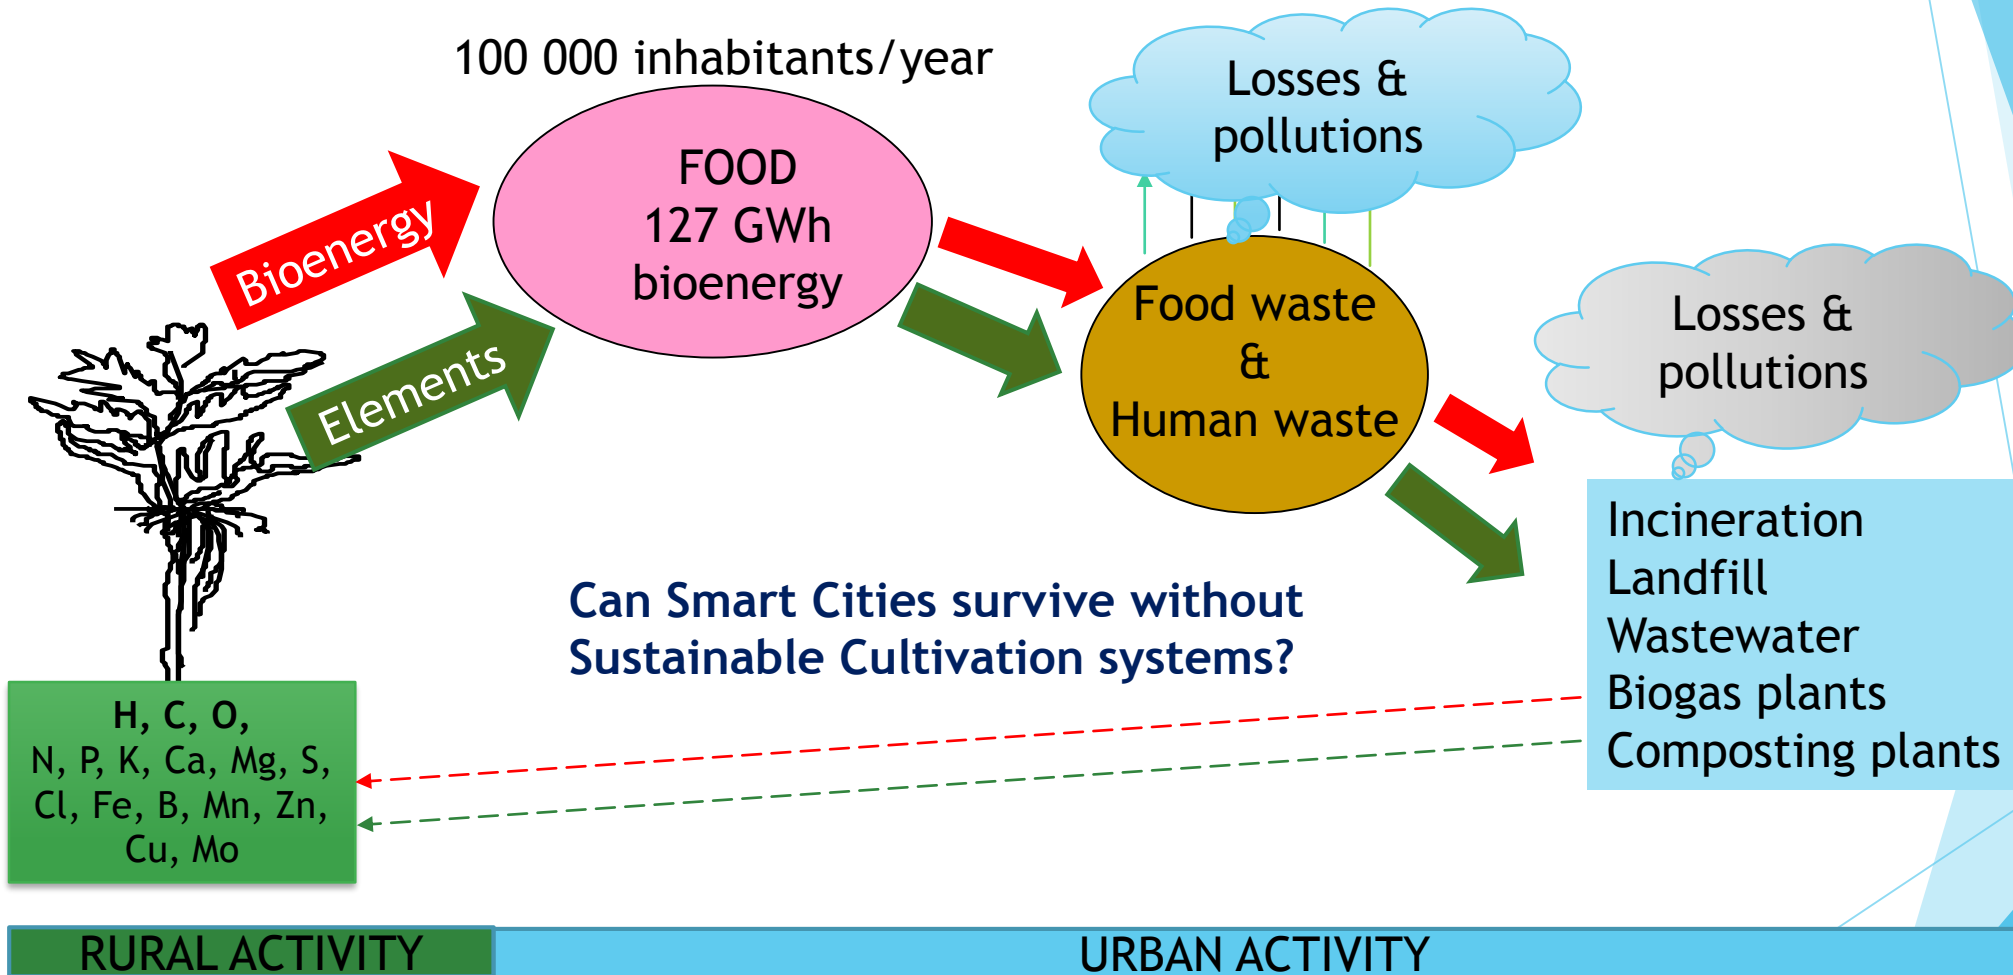 100 000 inhabitants/year
Losses &
pollutions
FOOD
127 GWh
bioenergy
Bioenergy
Elements
Food waste
&
Human waste
Losses &
pollutions
Incineration
Landfill
Wastewater
Biogas plants
Composting plants
Can Smart Cities survive without
Sustainable Cultivation systems?
H, C, O,
N, P, K, Ca, Mg, S,
Cl, Fe, B, Mn, Zn,
Cu, Mo
RURAL ACTIVITY
URBAN ACTIVITY